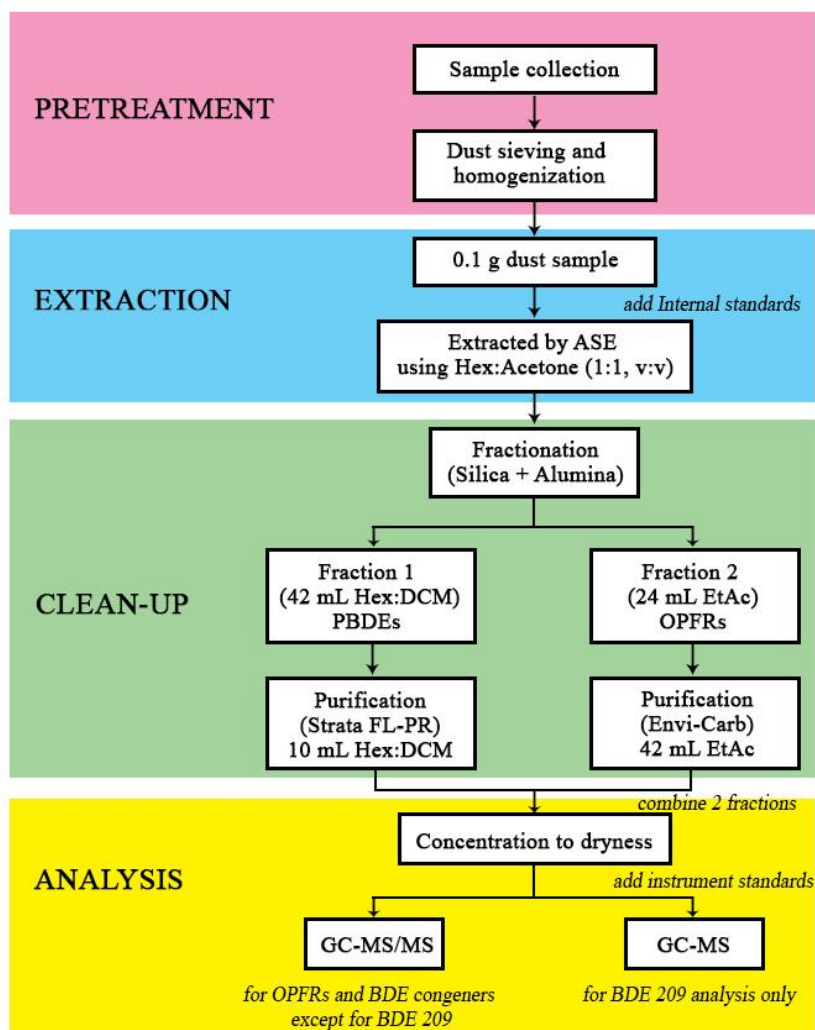 PRETREATMENT
Sample collection
Dust sieving and
homogenization
EXTRACTION
0.1 g dust sample
add Internal standards
Extracted by ASE
using Hex:Acetone (1:1, v:v)
CLEAN-UP
Fractionation
(Silica + Alumina)
Fraction 1
(42 mL Hex:DCM)
PBDEs
Fraction 2
(24 mL EtAc)
OPFRs
Purification
(Strata FL-PR)
10 mL Hex:DCM
Purification
(Envi-Carb)
42 mL EtAc
combine 2 fractions
ANALYSIS
Concentration to dryness
add instrument standards
GC-MS/MS
GC-MS
for OPFRs and BDE congeners
except for BDE 209
for BDE 209 analysis only